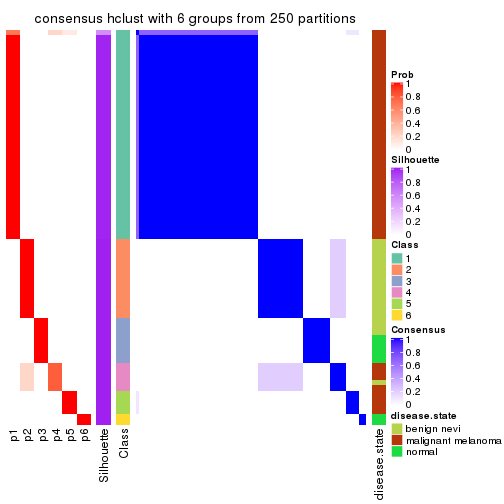 consensus hclust with 6 groups from 250 partitions
Prob
1
0.8
0.6
0.4
0.2
0
Silhouette
1
0.8
0.6
0.4
0.2
0
Class
1
2
3
4
5
6
Consensus
1
0.8
0.6
0.4
0.2
0
disease.state
benign nevi
malignant melanoma
normal
p1
p2
p3
p4
p5
p6
Silhouette
Class
disease.state